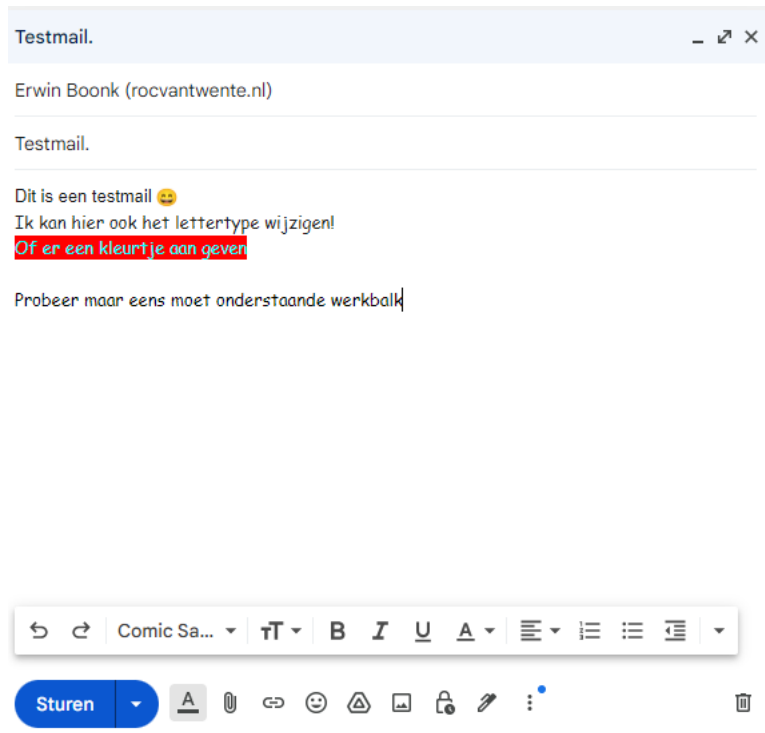 Testmail.
Erwin Boonk (rocvantwente.nl)
Testmail.
Dit is een testmail 😄
Ik kan hier ook het lettertype wijzigen!
Of er een kleurtje aan geven
Probeer maar eens moet onderstaande werkbalk
Comic Sa... TT B I U A
Sturen A